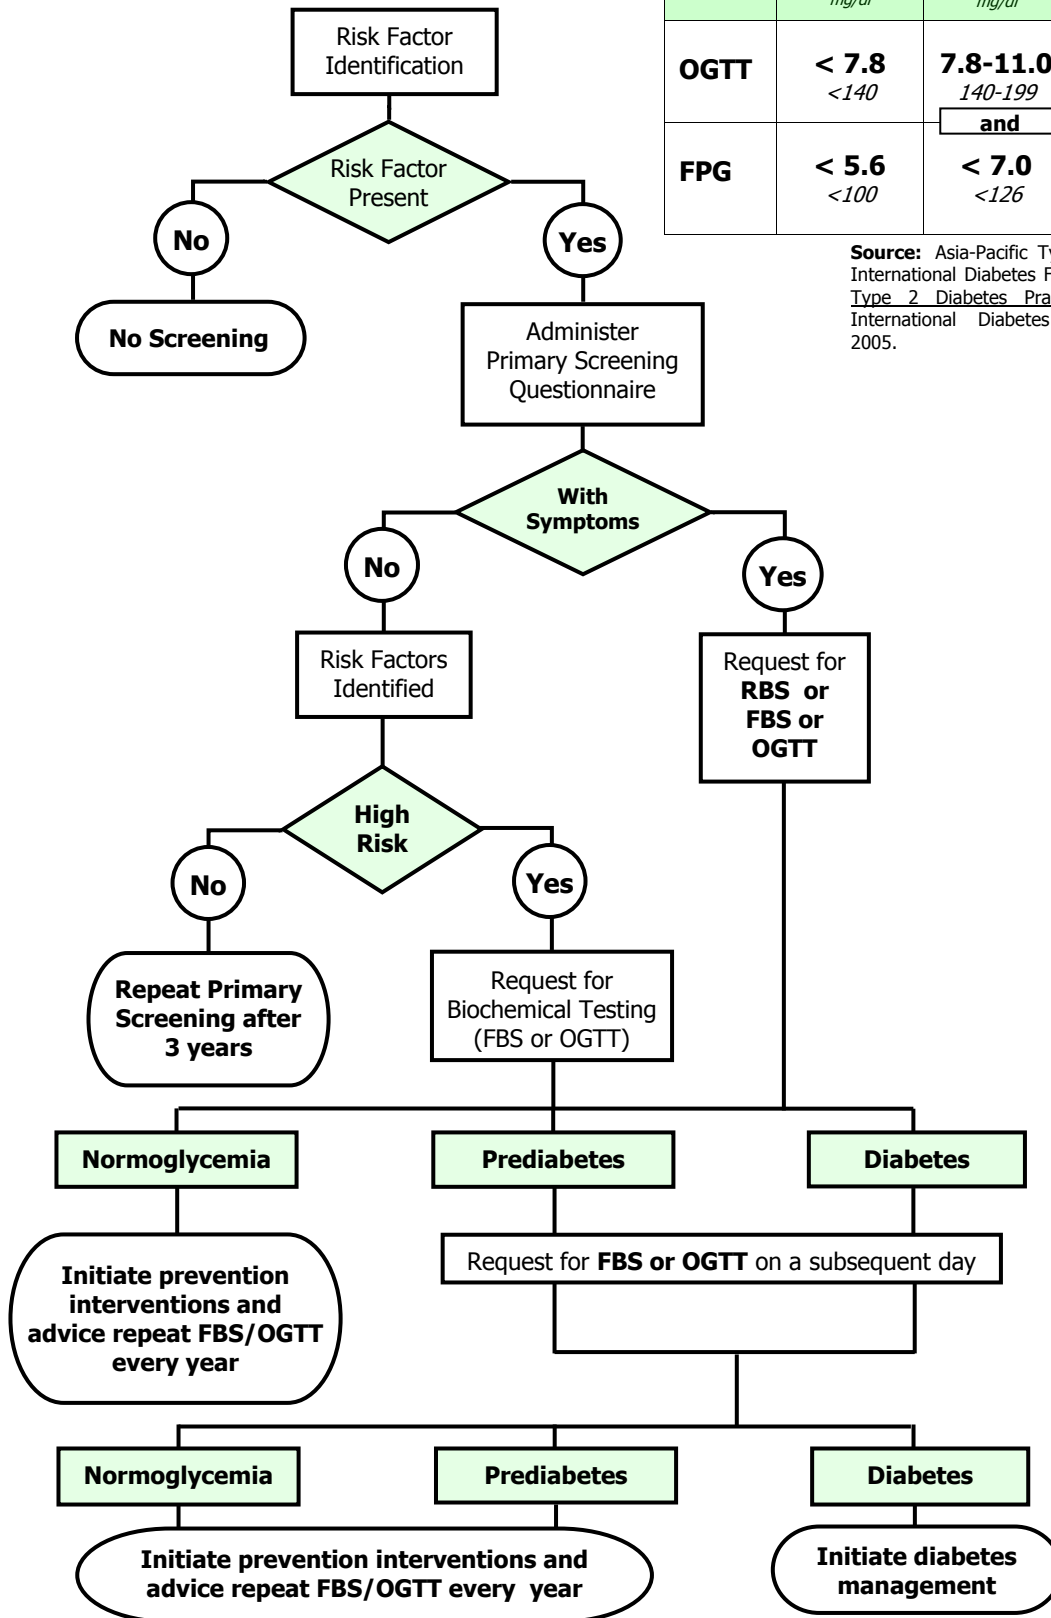 Risk Factor
Identification
mg/dl
mg/dl
OGTT
< 7.8
<140
7.8-11.0
140-199
and
FPG
< 5.6
<100
< 7.0
<126
Risk Factor
Present
No
Yes
Source: Asia-Pacific Ty
International Diabetes F
Type 2 Diabetes Pra
International Diabetes
2005.
No Screening
Administer
Primary Screening
Questionnaire
With
Symptoms
No
Yes
Risk Factors
Identified
Request for
RBS or
FBS or
OGTT
High
Risk
No
Yes
Repeat Primary
Screening after
3 years
Request for
Biochemical Testing
(FBS or OGTT)
Normoglycemia
Prediabetes
Diabetes
Initiate prevention
interventions and
advice repeat FBS/OGTT
every year
Request for FBS or OGTT on a subsequent day
Normoglycemia
Prediabetes
Diabetes
Initiate prevention interventions and
advice repeat FBS/OGTT every year
Initiate diabetes
management